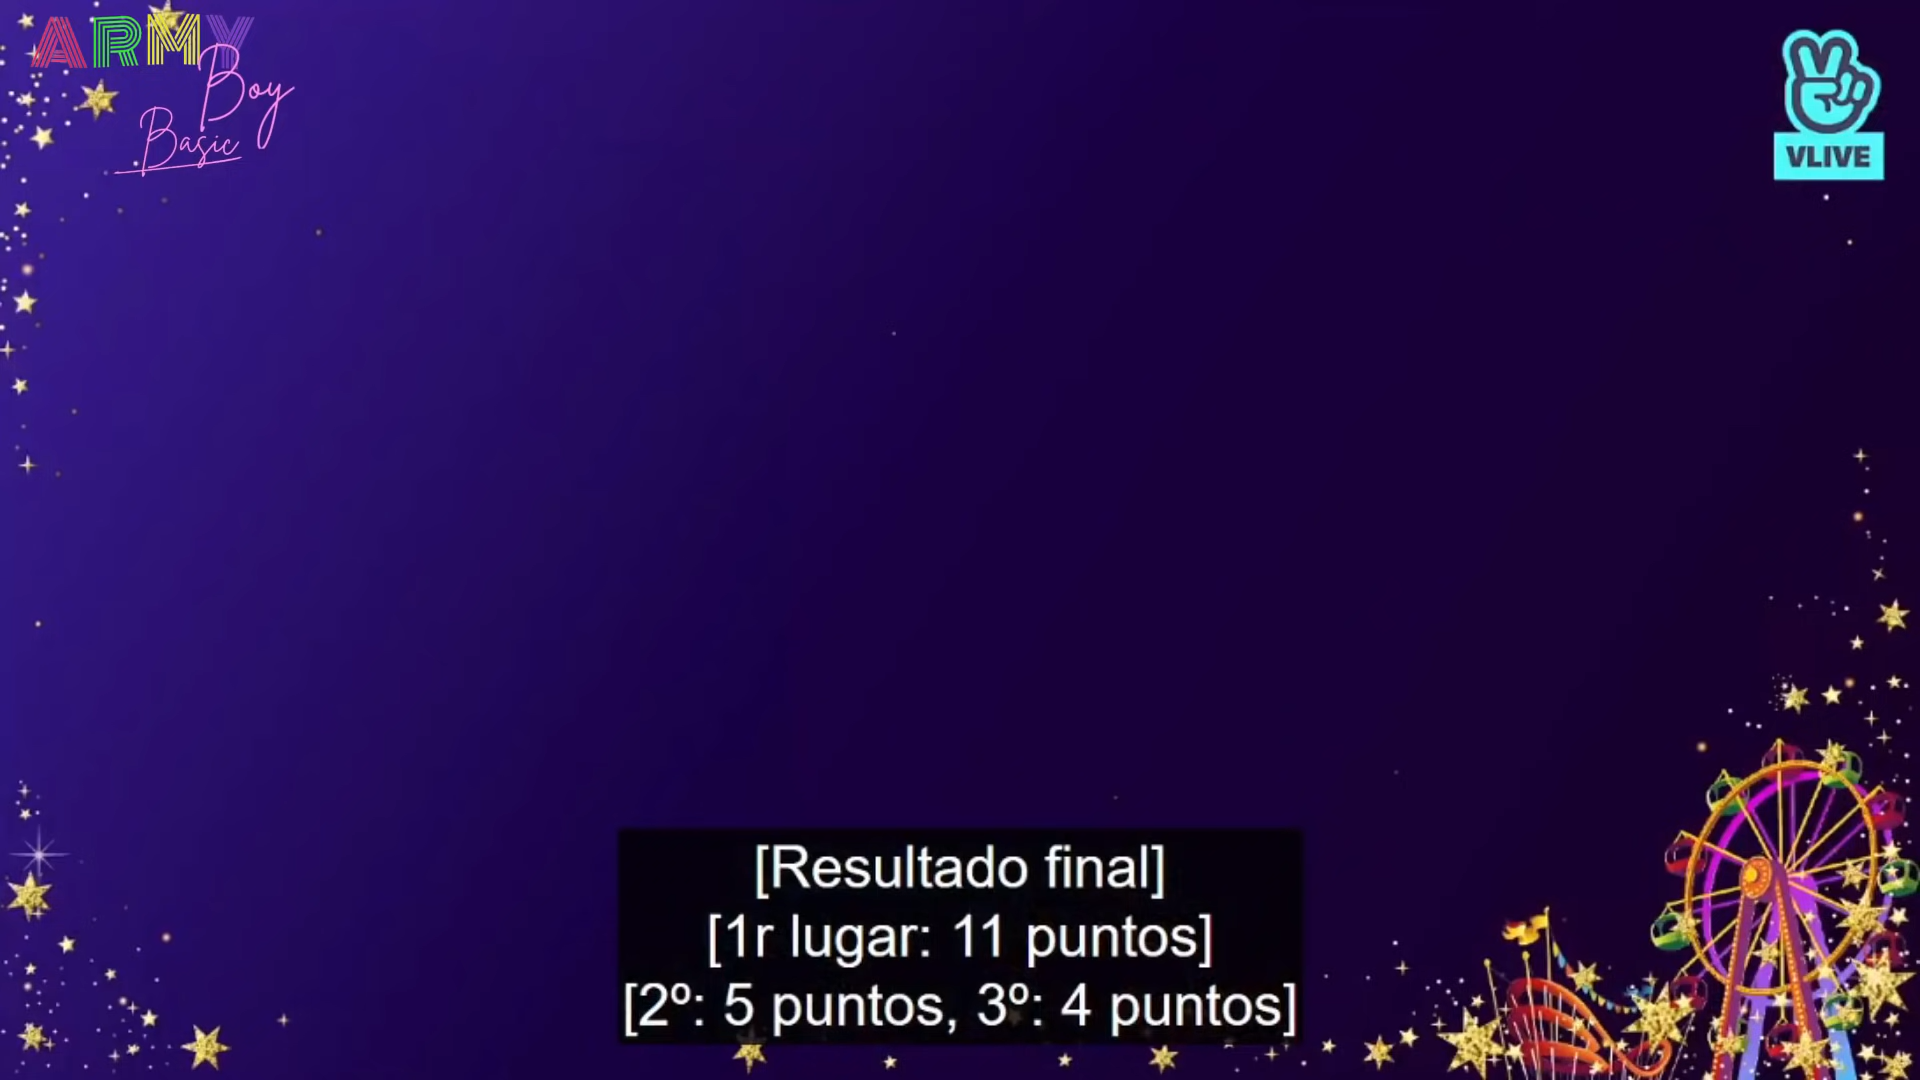 ARMY
Boy
Basic
VLIVE
[Resultado final]
[1r lugar: 11 puntos]
[2º: 5 puntos, 3º: 4 puntos]